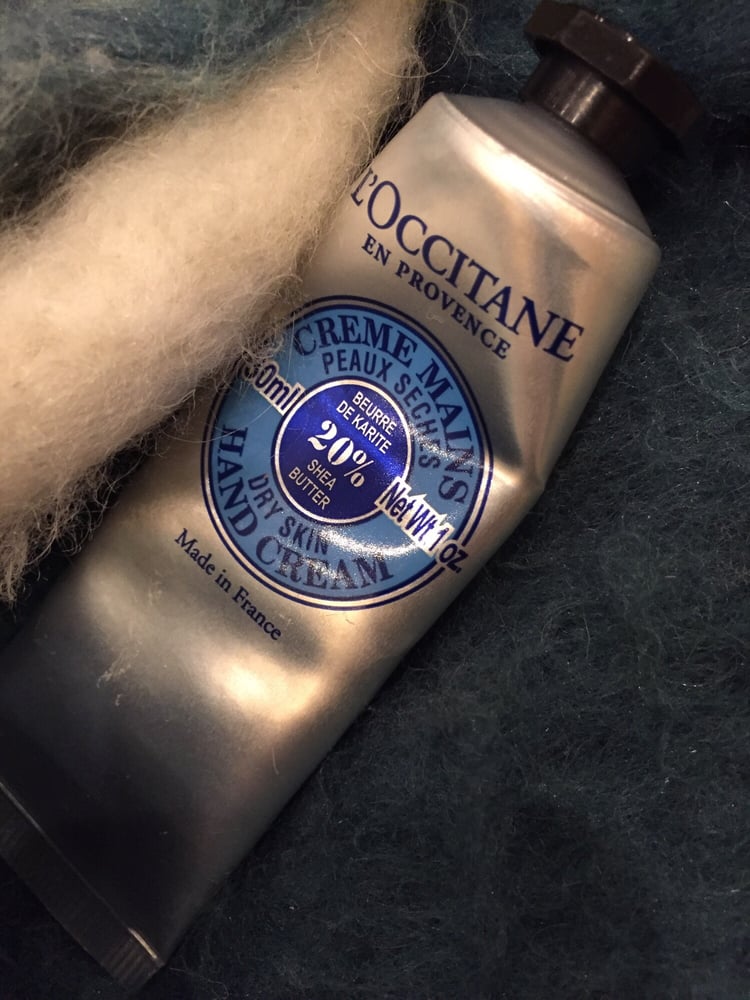 L'OCCITANE
EN PROVENCE
CREME MAINS
PEAUX SECHES
30ml
BEURRE
DE KARITE
20%
SHEA
BUTTER
Net Wt 1 oz.
DRY SKIN
HAND CREAM
Made in France